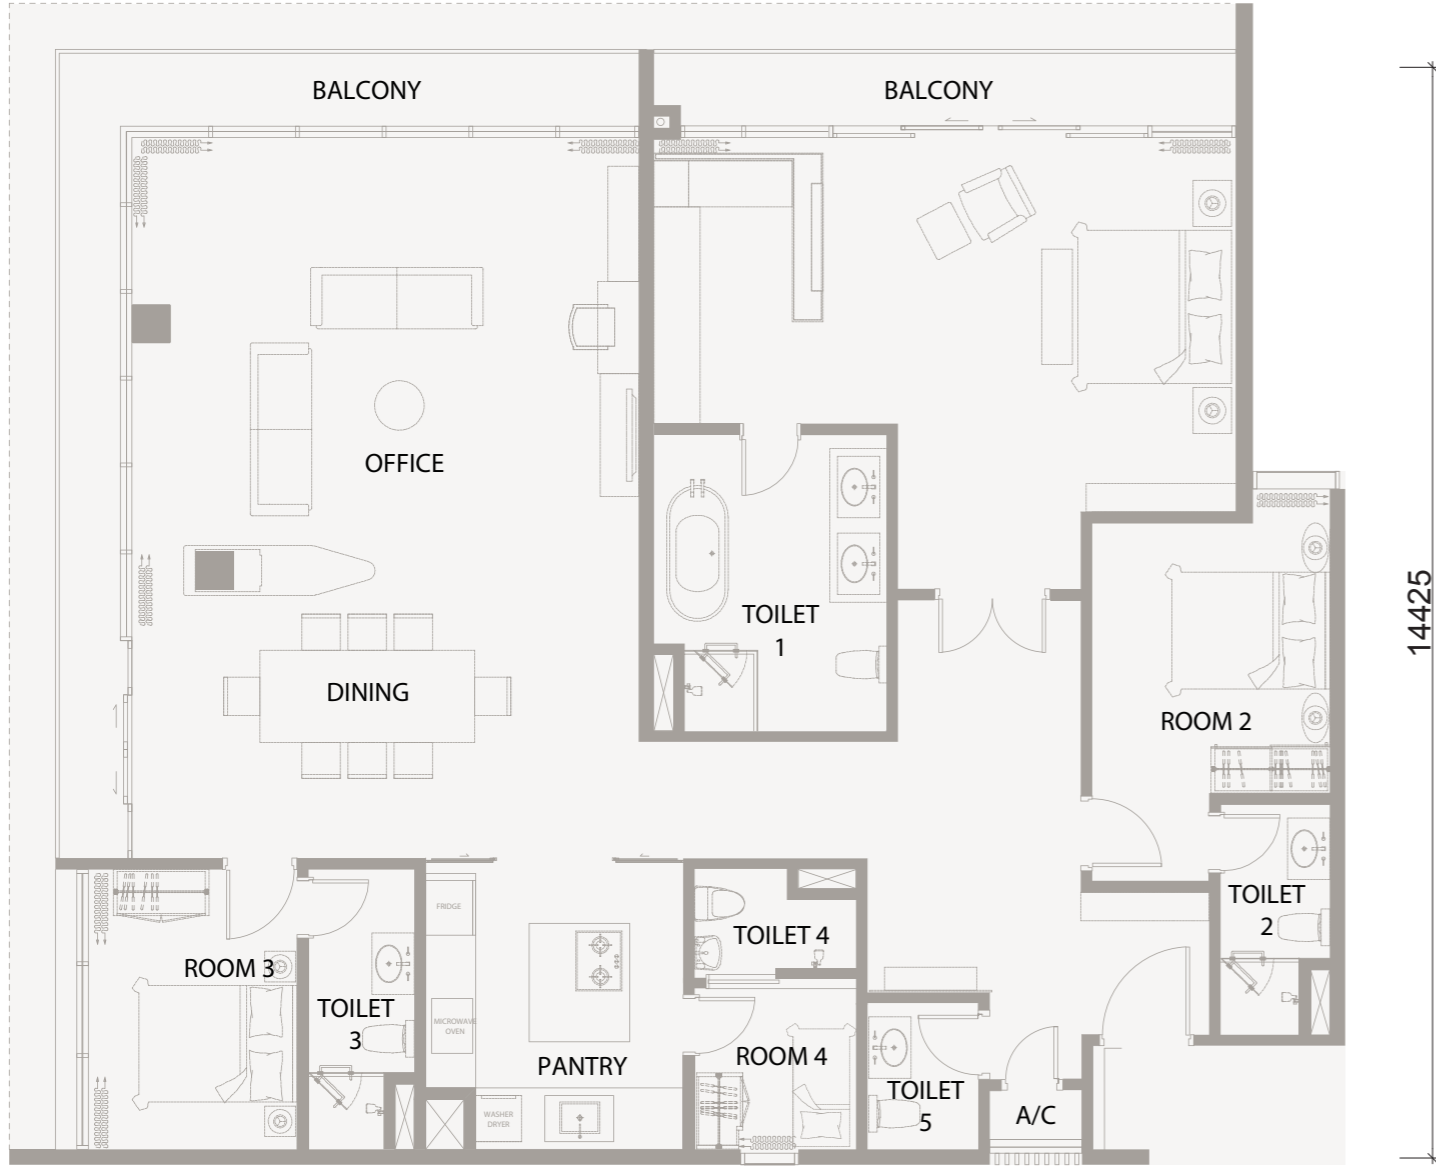 BALCONY
BALCONY
OFFICE
14425
TOILET
1
DINING
ROOM 2
TOILET
2
FRIDGE
TOILET 4
ROOM 3
TOILET
3
MICROWAVE
OVEN
ROOM 4
PANTRY
TOILET
5
WASHER
DRYER
A/C